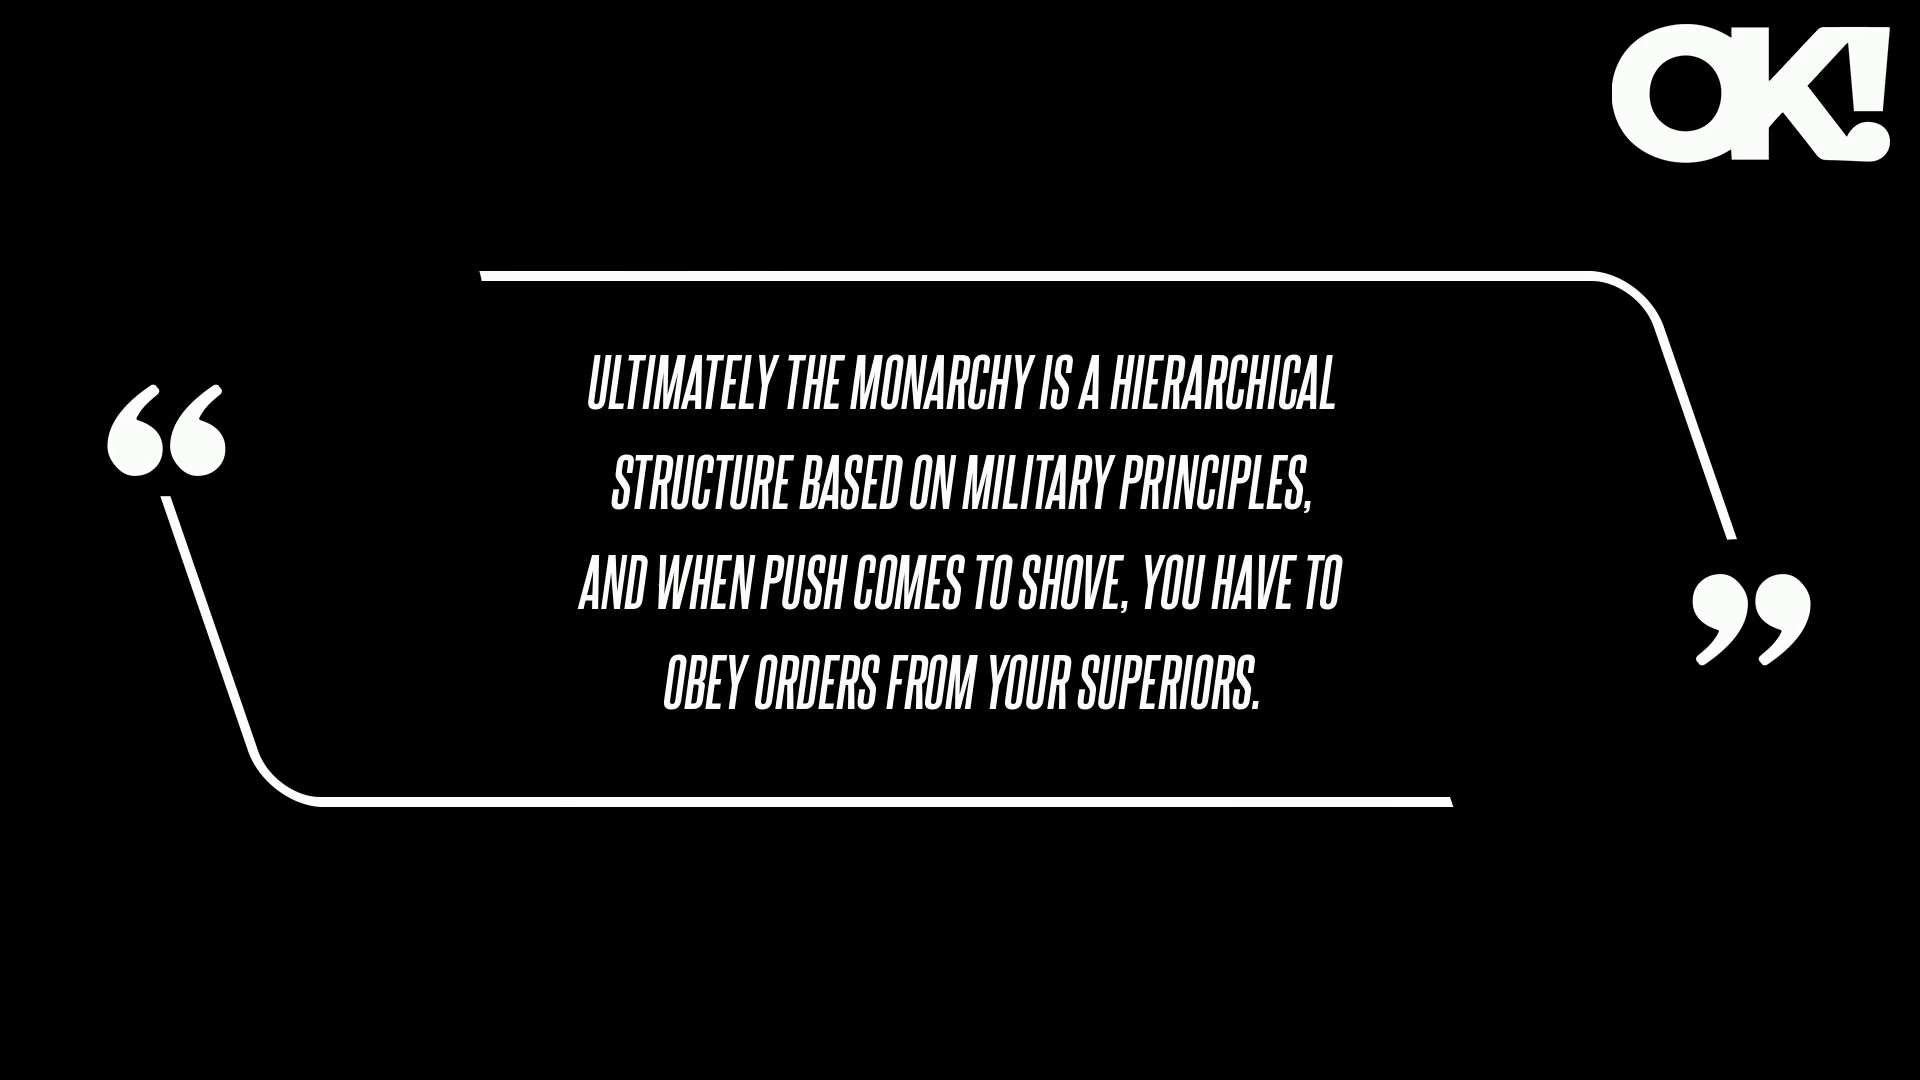 OK!
ULTIMATELY THE MONARCHY IS A HIERARCHICAL
STRUCTURE BASED ON MILITARY PRINCIPLES,
AND WHEN PUSH COMES TO SHOVE, YOU HAVE TO
OBEY ORDERS FROM YOUR SUPERIORS.